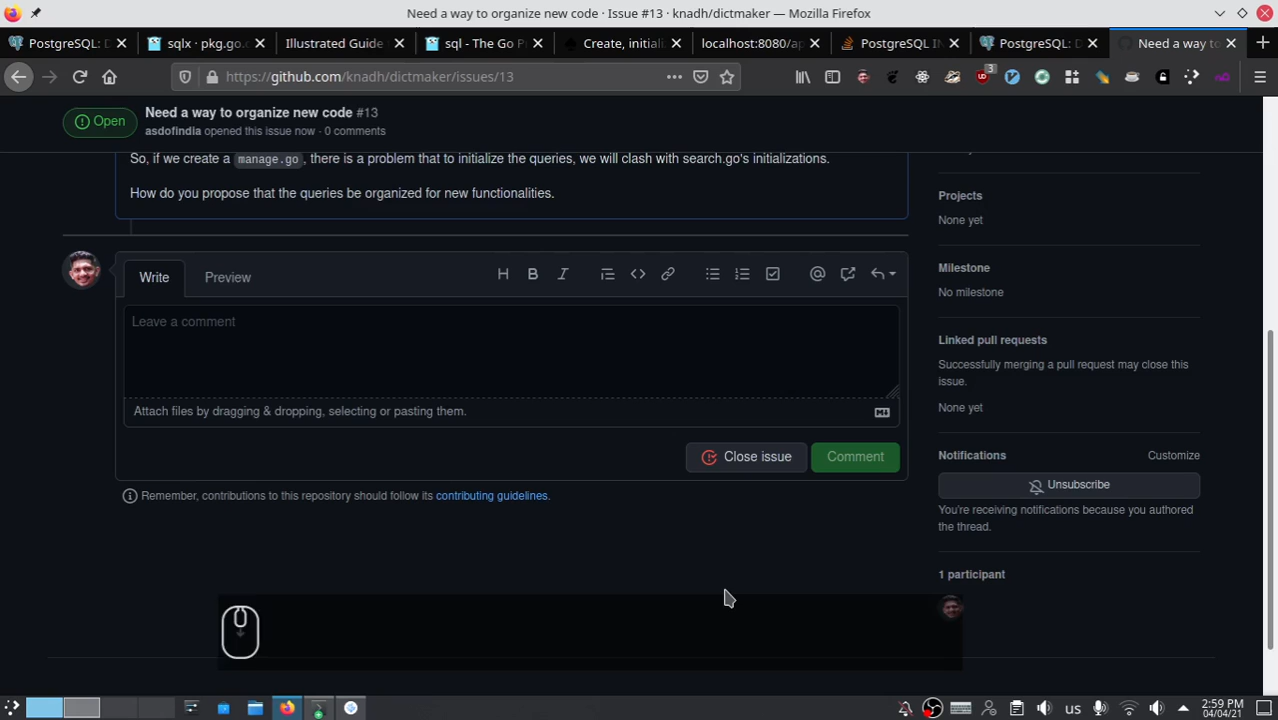 Need a way to organize new code · Issue #13 · knadh/dictmaker — Mozilla Firefox
PostgreSQL: D
sqlx - pkg.go.d
Illustrated Guide
sql - The Go P
Create, initiali
localhost:8080/ap
PostgreSQL IN
PostgreSQL: D
Need a way to
https://github.com/knadh/dictmaker/issues/13
3
Open
Need a way to organize new code #13
asdofindia opened this issue now · 0 comments
So, if we create a manage.go, there is a problem that to initialize the queries, we will clash with search.go's initializations.
How do you propose that the queries be organized for new functionalities.
Write
Preview
Leave a comment
Attach files by dragging & dropping, selecting or pasting them.
Close issue
Comment
Remember, contributions to this repository should follow its contributing guidelines.
Projects
None yet
Milestone
No milestone
Linked pull requests
Successfully merging a pull request may close this
issue.
None yet
Notifications
Customize
Unsubscribe
You're receiving notifications because you authored
the thread.
1 participant
us
2:59 PM
04/04/21